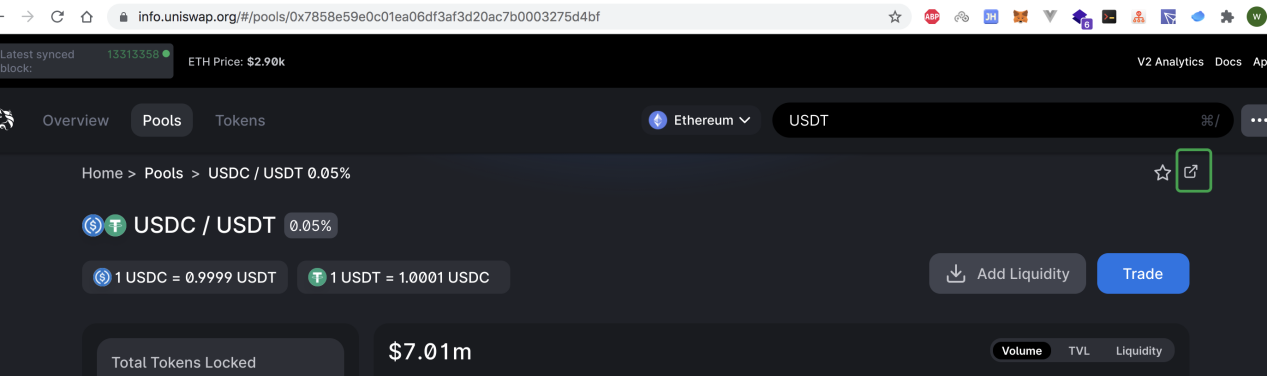 info.uniswap.org/#/pools/0x7858e59e0c01ea06df3af3d20ac7b0003275d4bf
ABP
JH
6
W
Latest synced
block:
13313358
ETH Price: $2.90k
V2 Analytics
Docs
Ap
Overview
Pools
Tokens
Ethereum
USDT
⌘/
Home > Pools > USDC / USDT 0.05%
USDC / USDT
0.05%
1 USDC = 0.9999 USDT
1 USDT = 1.0001 USDC
Add Liquidity
Trade
Total Tokens Locked
$7.01m
Volume
TVL
Liquidity